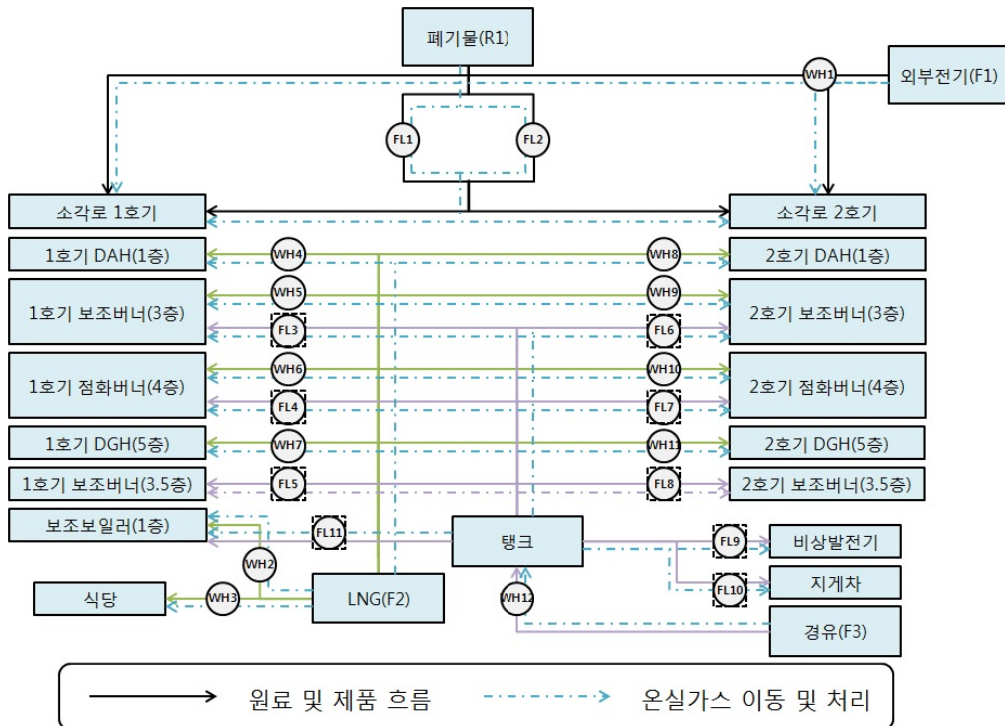 폐기물(R1)
WH1
외부전기(F1)
FL1
FL2
소각로 1호기
소각로 2호기
1호기 DAH(1층)
WH4
WH8
2호기 DAH(1층)
WH5
WH9
1호기 보조버너(3층)
2호기 보조버너(3층)
FL3
FL6
WH6
WH10
1호기 점화버너(4층)
2호기 점화버너(4층)
FL4
FL7
1호기 DGH(5층)
WH7
WH11
2호기 DGH(5층)
1호기 보조버너(3.5층)
FL5
FL8
2호기 보조버너(3.5층)
보조보일러(1층)
FL11
탱크
FL9
비상발전기
WH2
식당
WH3
LNG(F2)
WH12
FL10
지게차
경유(F3)
원료 및 제품 흐름
온실가스 이동 및 처리